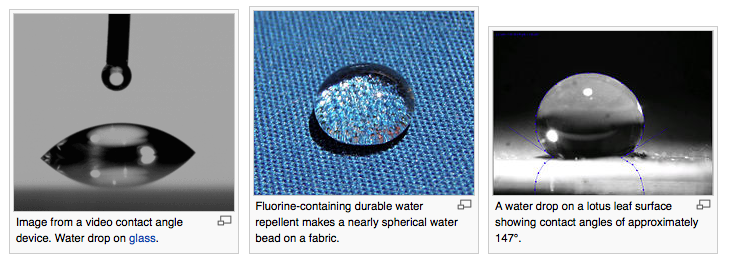 Image from a video contact angle
device. Water drop on glass.
Fluorine-containing durable water
repellent makes a nearly spherical water
bead on a fabric.
A water drop on a lotus leaf surface
showing contact angles of approximately
147°.